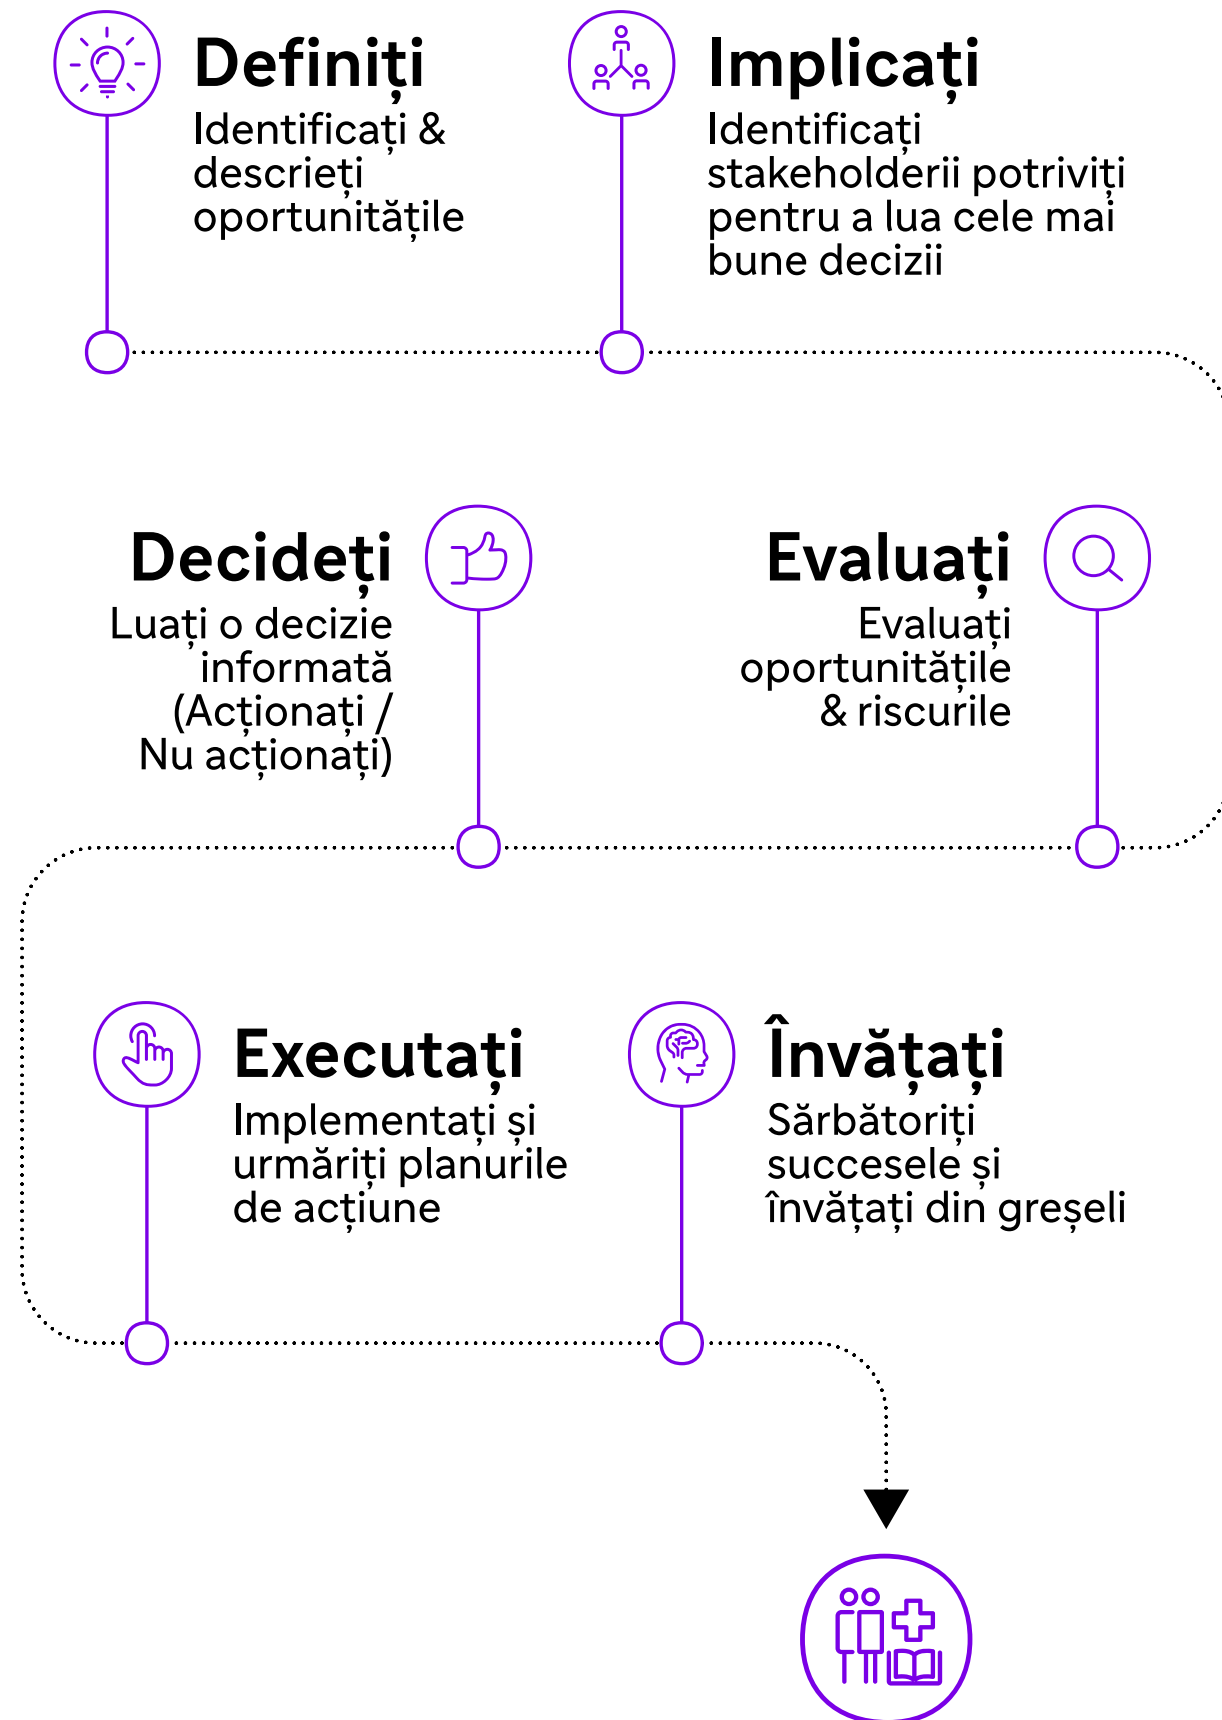 Definiți
Identificați &
descrieți
oportunitățile
Implicați
Identificați
stakeholderii potriviți
pentru a lua cele mai
bune decizii
Evaluați
Evaluați
oportunitățile
& riscurile
Decideți
Luați o decizie
informată
(Acționați /
Nu acționați)
Executați
Implementați și
urmăriți planurile
de acțiune
Învățați
Sărbătoriți
succesele și
învățați din greșeli